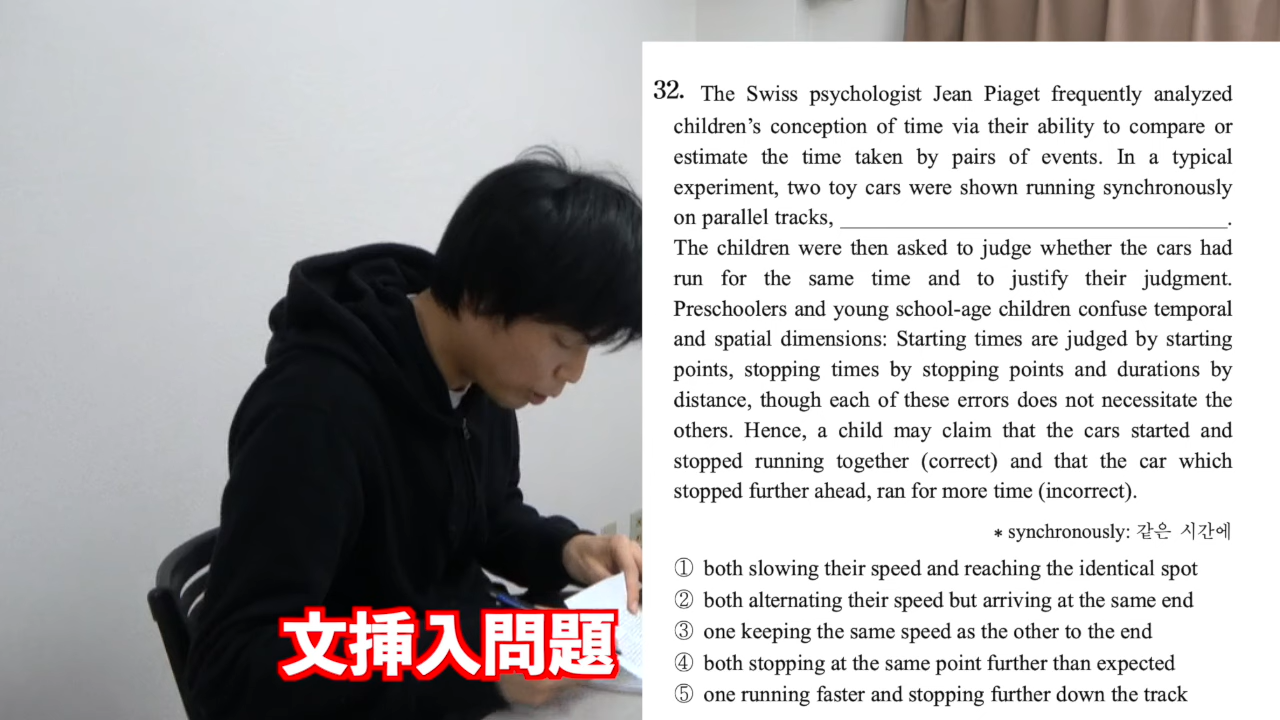 32. The Swiss psychologist Jean Piaget frequently analyzed
children's conception of time via their ability to compare or
estimate the time taken by pairs of events. In a typical
experiment, two toy cars were shown running synchronously
on parallel tracks, ______________________________.
The children were then asked to judge whether the cars had
run for the same time and to justify their judgment.
Preschoolers and young school-age children confuse temporal
and spatial dimensions: Starting times are judged by starting
points, stopping times by stopping points and durations by
distance, though each of these errors does not necessitate the
others. Hence, a child may claim that the cars started and
stopped running together (correct) and that the car which
stopped further ahead, ran for more time (incorrect).
* synchronously: 같은 시간에
① both slowing their speed and reaching the identical spot
② both alternating their speed but arriving at the same end
③ one keeping the same speed as the other to the end
④ both stopping at the same point further than expected
⑤ one running faster and stopping further down the track
文挿入問題